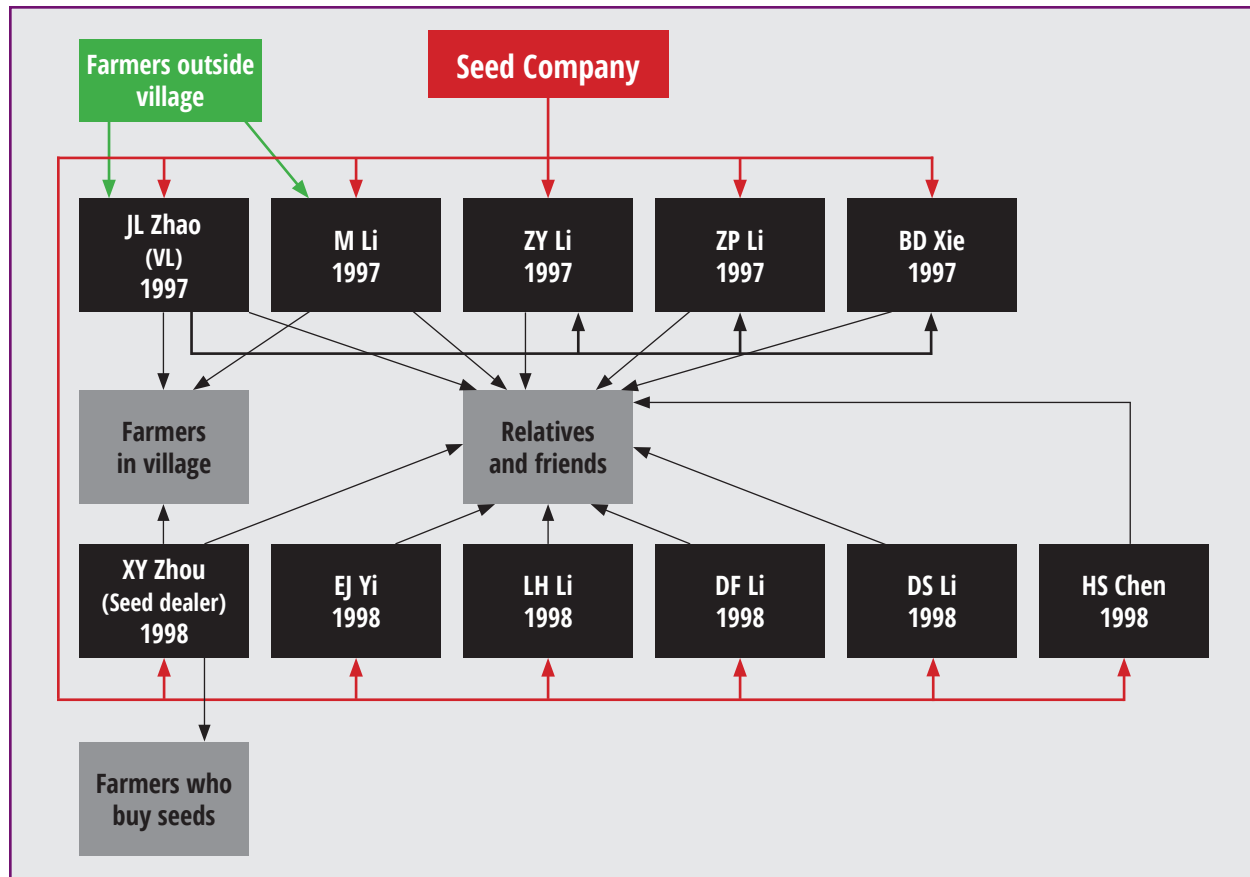 Farmers outside
village
Seed Company
JL Zhao
(VL)
1997
M Li
1997
ZY Li
1997
ZP Li
1997
BD Xie
1997
Farmers
in village
Relatives
and friends
XY Zhou
(Seed dealer)
1998
EJ Yi
1998
LH Li
1998
DF Li
1998
DS Li
1998
HS Chen
1998
Farmers who
buy seeds